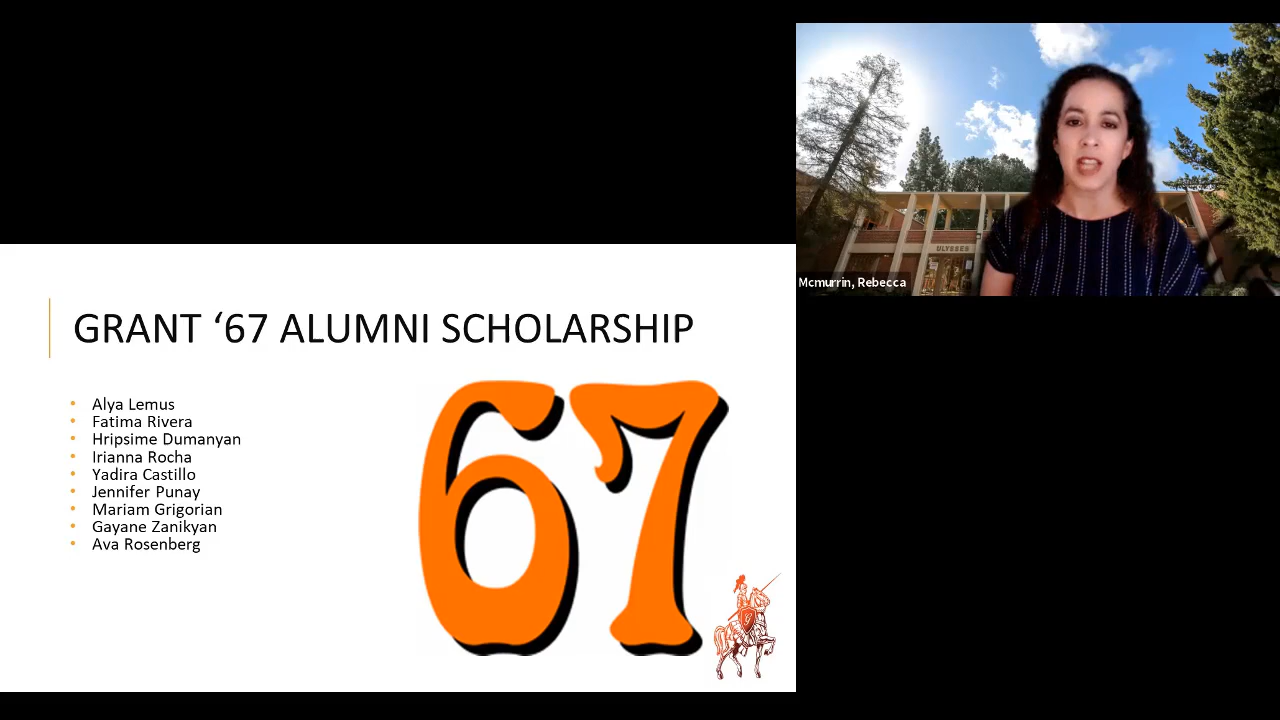 ULYSSES
Mcmurrin, Rebecca
GRANT ‘67 ALUMNI SCHOLARSHIP
• Alya Lemus
• Fatima Rivera
• Hripsime Dumanyan
• Irianna Rocha
• Yadira Castillo
• Jennifer Punay
• Mariam Grigorian
• Gayane Zanikyan
• Ava Rosenberg
67